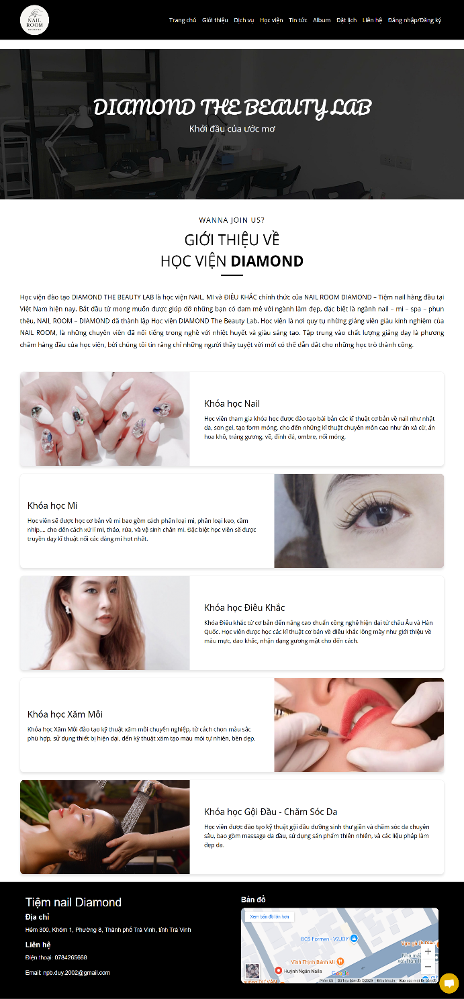 NAIL
ROOM
DIAMOND
Trang chủ Giới thiệu Dịch vụ Học viện Tin tức Album Đặt lịch Liên hệ Đăng nhập/Đăng ký
DIAMOND THE BEAUTY LAB
Khởi đầu của ước mơ
WANNA JOIN US?
GIỚI THIỆU VỀ
HỌC VIỆN DIAMOND
Học viện đào tạo DIAMOND THE BEAUTY LAB là học viện NAIL, MI và ĐIÊU KHẮC chính thức của NAIL ROOM DIAMOND – Tiệm nail hàng đầu tại
Việt Nam hiện nay. Bắt đầu từ mong muốn được giúp đỡ những bạn có đam mê với ngành làm đẹp, đặc biệt là ngành nail – mi – spa – phun
thêu, NAIL ROOM – DIAMOND đã thành lập Học viện DIAMOND The Beauty Lab. Học viện là nơi quy tụ những giảng viên giàu kinh nghiệm của
NAIL ROOM, là những chuyên viên đã nổi tiếng trong nghề với nhiệt huyết và giàu sáng tạo. Tập trung vào chất lượng giảng dạy là phương
châm hàng đầu của học viện, bởi chúng tôi tin rằng chỉ những người thầy tuyệt vời mới có thể dẫn dắt cho những học trò thành công.
Khóa học Nail
Học viên tham gia khóa học được đào tạo bài bản các kĩ thuật cơ bản về nail như nhặt
da, sơn gel, tạo form móng, cho đến những kĩ thuật chuyên môn cao như ẩn xà cừ, ẩn
hoa khô, tráng gương, vẽ, đính đá, ombre, nối móng.
Khóa học Mi
Học viên sẽ được học cơ bản về mi bao gồm cách phân loại mi, phân loại keo, cầm
nhíp,... cho đến cách xử lí mi, tháo, rửa, và vệ sinh chân mi. Đặc biệt học viên sẽ được
truyền dạy kĩ thuật nối các dáng mi hot nhất.
Khóa học Điêu Khắc
Khóa Điêu khắc từ cơ bản đến nâng cao chuẩn công nghệ hiện đại từ châu Âu và Hàn
Quốc. Học viên được học các kĩ thuật cơ bản về điêu khắc lông mày như giới thiệu về
màu mực, dao khắc, nhận dạng gương mặt cho đến cách.
Khóa học Xăm Môi
Khóa học Xăm Môi đào tạo kỹ thuật xăm môi chuyên nghiệp, từ cách chọn màu sắc
phù hợp, sử dụng thiết bị hiện đại, đến kỹ thuật xăm tạo màu môi tự nhiên, bền đẹp.
Khóa học Gội Đầu - Chăm Sóc Da
Học viên được đào tạo kỹ thuật gội đầu dưỡng sinh thư giãn và chăm sóc da chuyên
sâu, bao gồm massage da đầu, sử dụng sản phẩm thiên nhiên, và các liệu pháp làm
đẹp da.
Tiệm nail Diamond
Địa chỉ
Hẻm 300, Khóm 1, Phường 8, Thành phố Trà Vinh, tỉnh Trà Vinh
Liên hệ
Điện thoại: 0784265668
Email: npb.duy.2002@gmail.com
Bản đồ
Xem bản đồ lớn hơn
BCS Formen - V2JOY
Vĩnh Thịnh Bánh Mì
Huỳnh Ngân Nails
Google
Phím tắt Dữ liệu bản đồ ©2025 Điều khoản Báo cáo một lỗi bản đồ